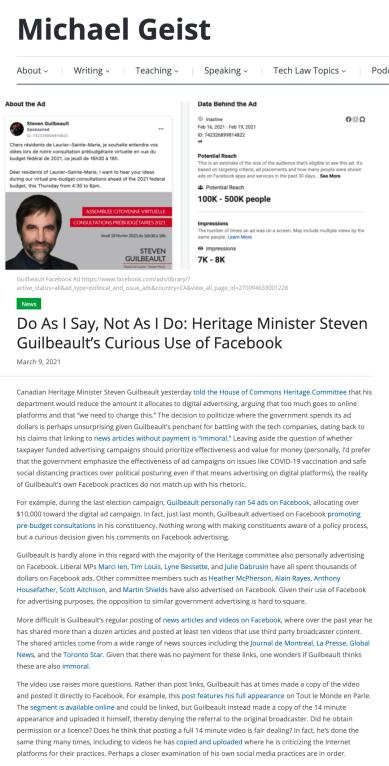 Michael Geist
About Writing Teaching Speaking Tech Law Topics Podc
About the Ad
Steven Guilbeault
Sponsored
ID: 742326899814822
Chers résidents de Laurier-Sainte-Marie, je souhaite entendre vos
idées lors de notre consultation prébudgétaire virtuelle en vue du
budget fédéral de 2021, ce jeudi de 16h30 à 18h.
Dear residents of Laurier–Sainte-Marie, I want to hear your ideas
during our virtual pre-budget consultations ahead of the 2021 federal
budget, this Thursday from 4:30 to 6pm.
ASSEMBLÉE CITOYENNE VIRTUELLE
CONSULTATIONS PRÉBUDGÉTAIRES 2021
Jeudi 18 février 2021, de 16h30 à 18h
STEVEN
GUILBEAULT
Data Behind the Ad
Inactive
Feb 16, 2021 - Feb 19, 2021
ID: 742326899814822
Potential Reach
This is an estimate of the size of the audience that's eligible to see this ad. It's
based on targeting criteria, ad placements and how many people were shown
ads on Facebook apps and services in the past 30 days... See More
Potential Reach
100K - 500K people
Impressions
The number of times an ad was on a screen. May include multiple views by the
same people. Learn More
Impressions
7K - 8K
Guilbeault Facebook Ad https://www.facebook.com/ads/library/?
active_status=all&ad_type=political_and_issue_ads&country=CA&view_all_page_id=270094633001228
News
Do As I Say, Not As I Do: Heritage Minister Steven
Guilbeault's Curious Use of Facebook
March 9, 2021
Canadian Heritage Minister Steven Guilbeault yesterday told the House of Commons Heritage Committee that his
department would reduce the amount it allocates to digital advertising, arguing that too much goes to online
platforms and that "we need to change this." The decision to politicize where the government spends its ad
dollars is perhaps unsurprising given Guilbeault's penchant for battling with the tech companies, dating back to
his claims that linking to news articles without payment is "immoral." Leaving aside the question of whether
taxpayer funded advertising campaigns should prioritize effectiveness and value for money (personally, I'd prefer
that the government emphasize effectiveness of ad campaigns on issues like COVID-19 vaccination and safe
social distancing practices over political posturing even if that means advertising on digital platforms), the reality
of Guilbeault's own Facebook practices do not match up with his rhetoric.
For example, during the last election campaign, Guilbeault personally ran 54 ads on Facebook, allocating over
$10,000 toward the digital ad campaign. In fact, just last month, Guilbeault advertised on Facebook promoting
pre-budget consultations in his constituency. Nothing wrong with making constituents aware of a policy process,
but a curious decision given his comments on Facebook advertising.
Guilbeault is hardly alone in this regard with the majority of the Heritage committee also personally advertising
on Facebook. Liberal MPs Marci Ien, Tim Louis, Lyne Bessette, and Julie Dabrusin have all spent thousands of
dollars on Facebook ads. Other committee members such as Heather McPherson, Alain Rayes, Anthony
Housefather, Scott Aitchison, and Martin Shields have also advertised on Facebook. Given their use of Facebook
for advertising purposes, the opposition to similar government advertising is hard to square.
More difficult is Guilbeault's regular posting of news articles and videos on Facebook, where over the past year he
has shared more than a dozen articles and posted at least ten videos that use third party broadcaster content.
The shared articles come from a wide range of news sources including the Journal de Montreal, La Presse, Global
News, and the Toronto Star. Given that there was no payment for these links, one wonders if Guilbeault thinks
these are also immoral.
The video use raises more questions. Rather than post links, Guilbeault has at times made a copy of the video
and posted it directly to Facebook. For example, this post features his full appearance on Tout le Monde en Parle.
The segment is available online and could be linked, but Guilbeault instead made a copy of the 14 minute
appearance and uploaded it himself, thereby denying the referral to the original broadcaster. Did he obtain
permission or a licence? Does he think that posting a full 14 minute video is fair dealing? In fact, he's done the
same thing many times, including to videos he has copied and uploaded where he is criticizing the Internet
platforms for their practices. Perhaps a closer examination of his own social media practices are in order.